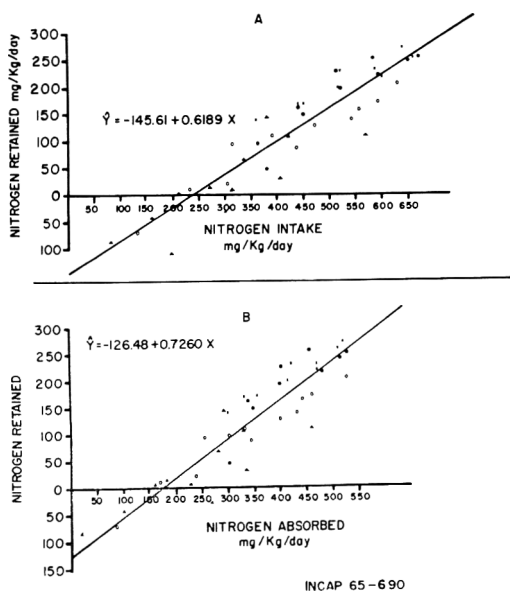 A
NITROGEN RETAINED mg/Kg/day
300
250
200
150
100
50
0
50
100
Ŷ = -145.61+0.6189 X
50 100 150 200 250 300 350 400 450 500 550 600 650
NITROGEN INTAKE
mg/Kg/day
B
NITROGEN RETAINED
300
250
200
150
100
50
0
50
100
150
Ŷ = -126.48+0.7260 X
50 100 150 200 250 300 350 400 450 500 550
NITROGEN ABSORBED
mg/Kg/day
INCAP 65-690